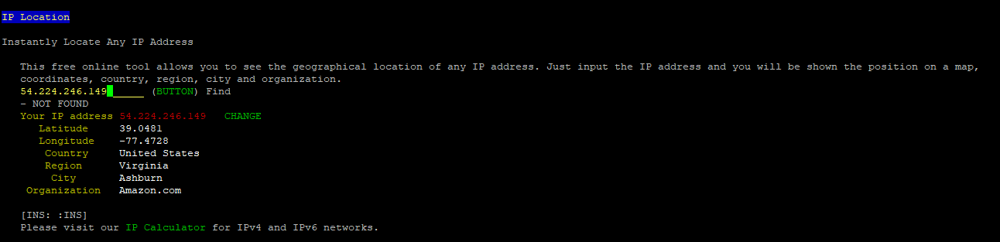 IP Location
Instantly Locate Any IP Address
This free online tool allows you to see the geographical location of any IP address. Just input the IP address and you will be shown the position on a map,
coordinates, country, region, city and organization.
54.224.246.149_____ (BUTTON) Find
- NOT FOUND
Your IP address 54.224.246.149 CHANGE
Latitude 39.0481
Longitude -77.4728
Country United States
Region Virginia
City Ashburn
Organization Amazon.com
[INS: :INS]
Please visit our IP Calculator for IPv4 and IPv6 networks.